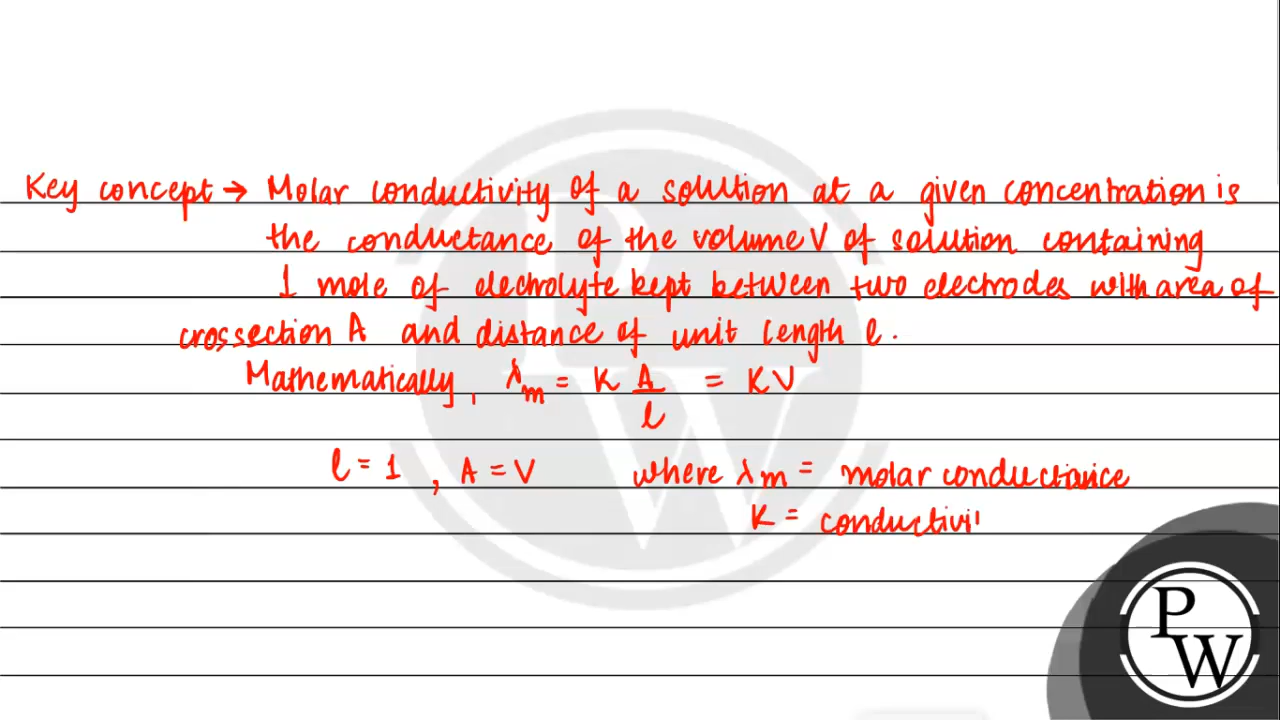 Key concept → Molar conductivity of a solution at a given concentration is
the conductance of the volume V of solution containing
1 mole of electrolyte kept between two electrodes with area of
crossection A and distance of unit length l.
Mathematically, λm = K A/l = KV
l = 1, A = V where λm = molar conductance
K = conductivi
PW